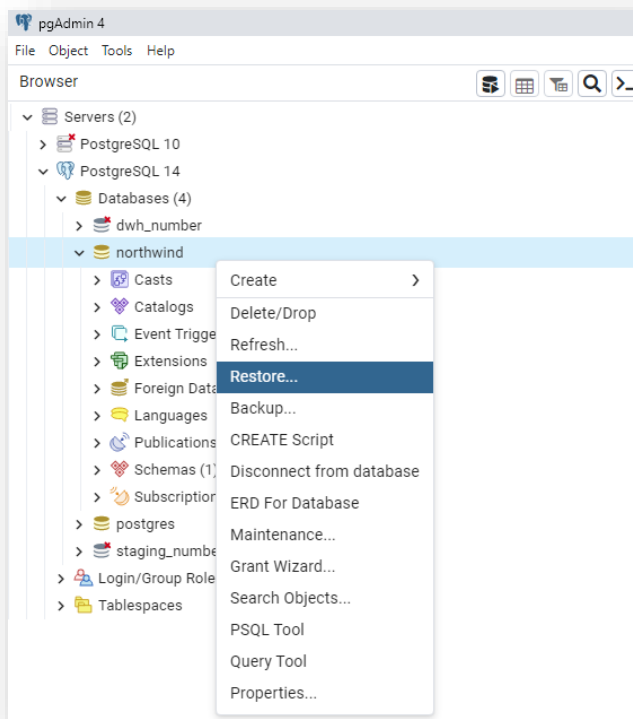 pgAdmin 4
File Object Tools Help
Browser
Servers (2)
PostgreSQL 10
PostgreSQL 14
Databases (4)
dwh_number
northwind
Casts
Catalogs
Event Trigge
Extensions
Foreign Data
Languages
Publications
Schemas (1)
Subscription
postgres
staging_numbe
Login/Group Role
Tablespaces
Create
Delete/Drop
Refresh...
Restore...
Backup...
CREATE Script
Disconnect from database
ERD For Database
Maintenance...
Grant Wizard...
Search Objects...
PSQL Tool
Query Tool
Properties...